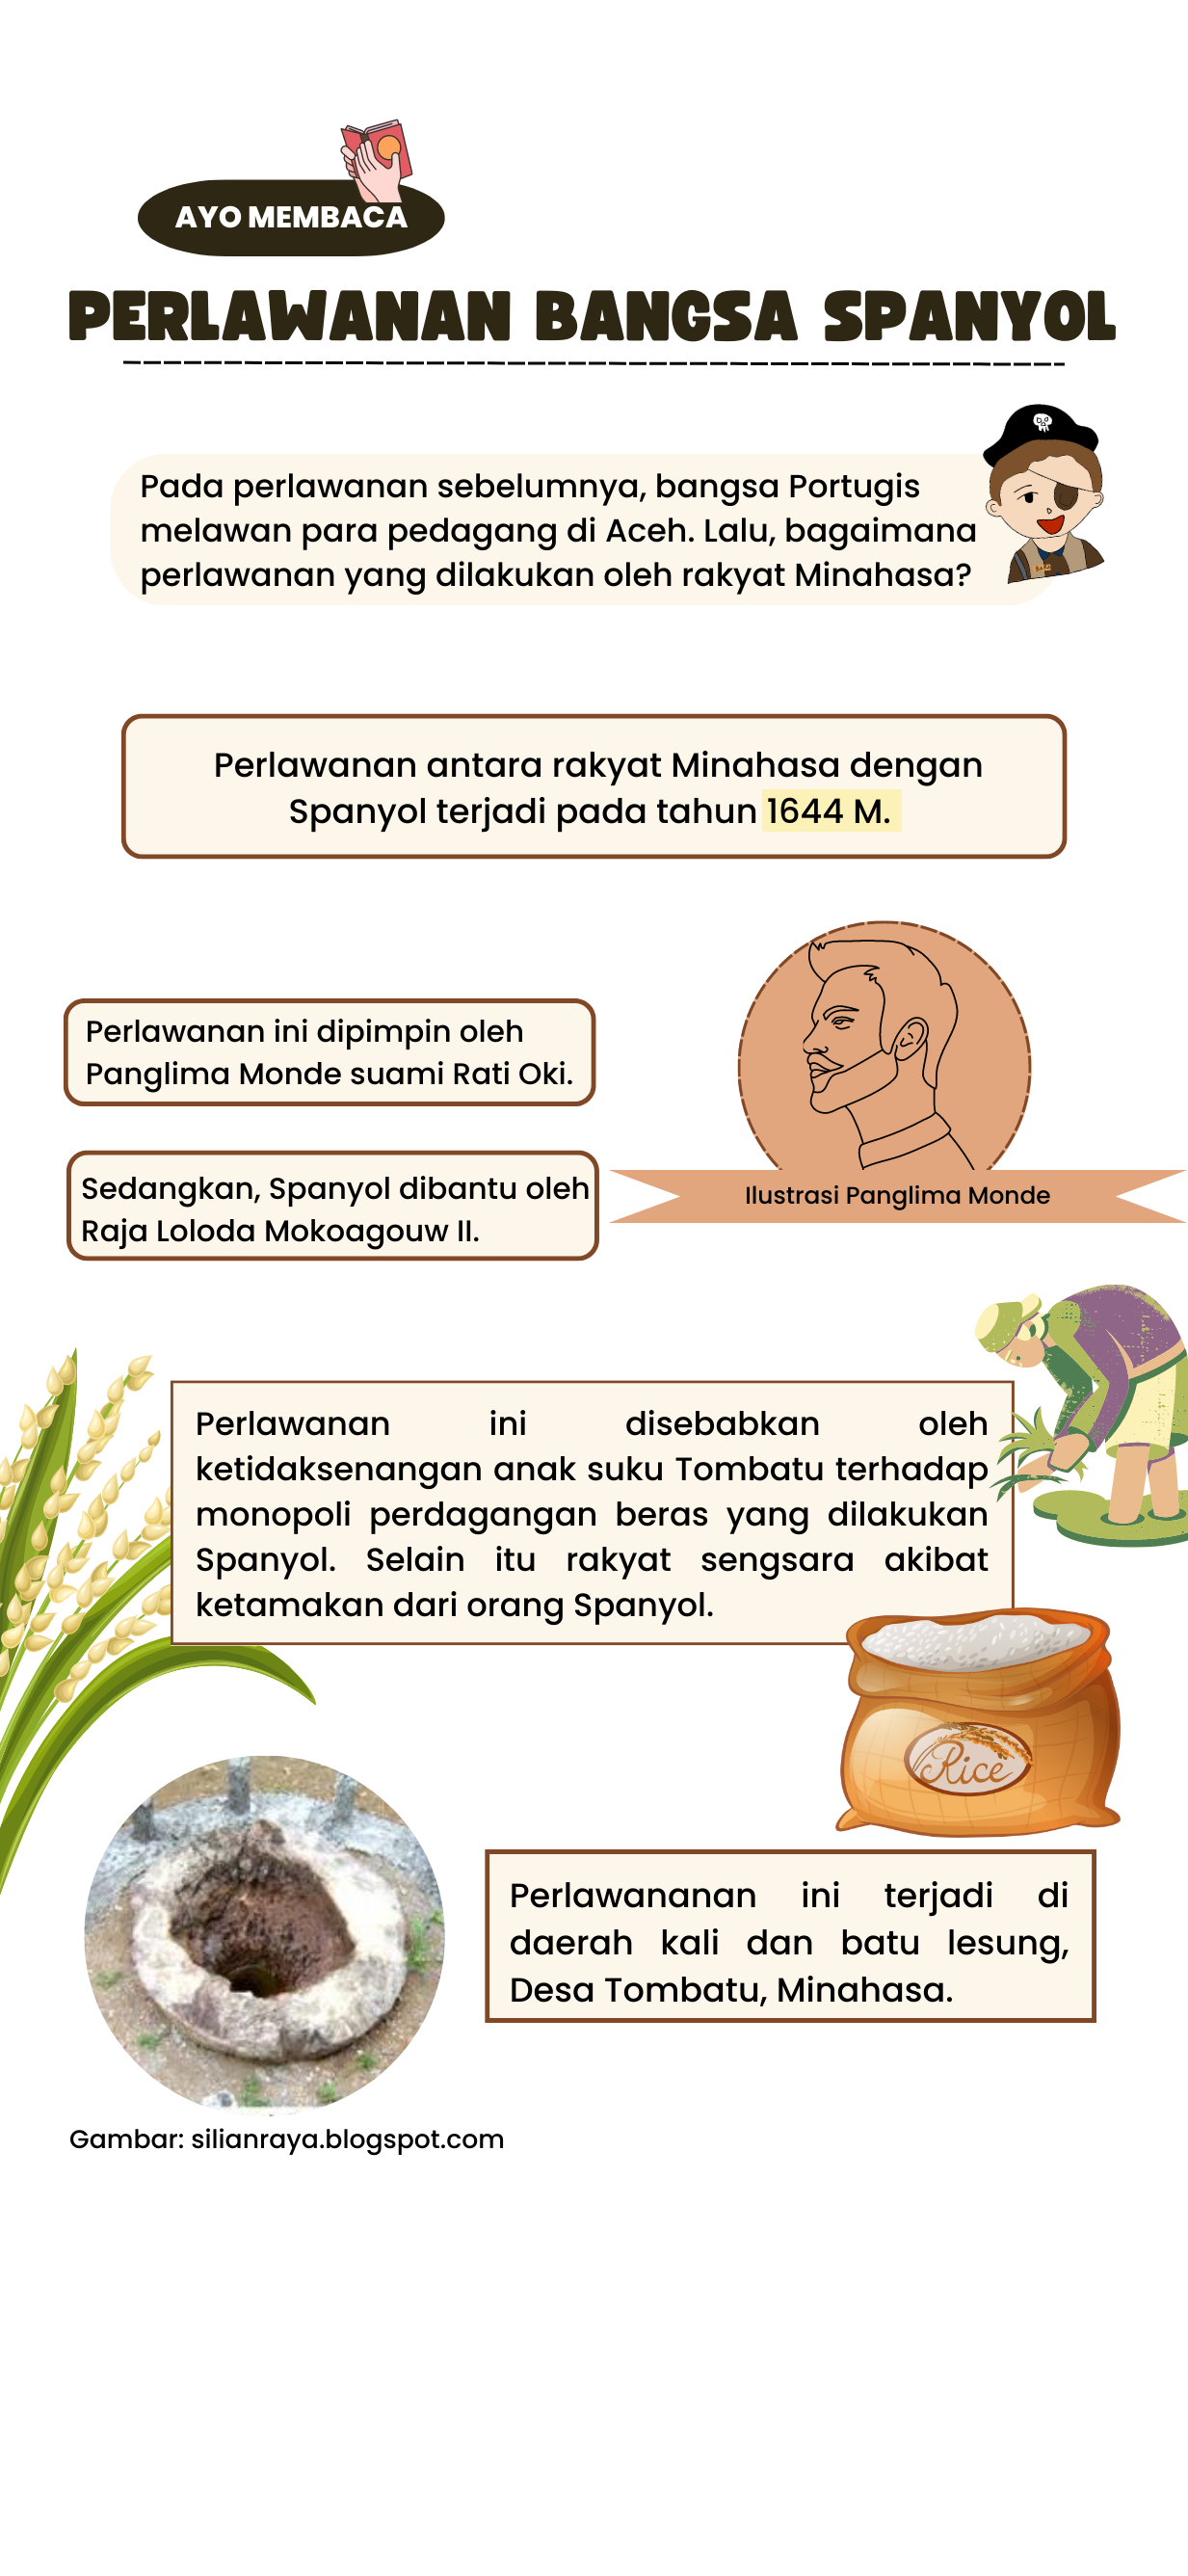 AYO MEMBACA
PERLAWANAN BANGSA SPANYOL
Pada perlawanan sebelumnya, bangsa Portugis
melawan para pedagang di Aceh. Lalu, bagaimana
perlawanan yang dilakukan oleh rakyat Minahasa?
Perlawanan antara rakyat Minahasa dengan
Spanyol terjadi pada tahun 1644 M.
Perlawanan ini dipimpin oleh
Panglima Monde suami Rati Oki.
Sedangkan, Spanyol dibantu oleh
Raja Loloda Mokoagouw II.
Ilustrasi Panglima Monde
Perlawanan ini disebabkan oleh
ketidaksenangan anak suku Tombatu terhadap
monopoli perdagangan beras yang dilakukan
Spanyol. Selain itu rakyat sengsara akibat
ketamakan dari orang Spanyol.
Rice
Perlawananan ini terjadi di
daerah kali dan batu lesung,
Desa Tombatu, Minahasa.
Gambar: silianraya.blogspot.com